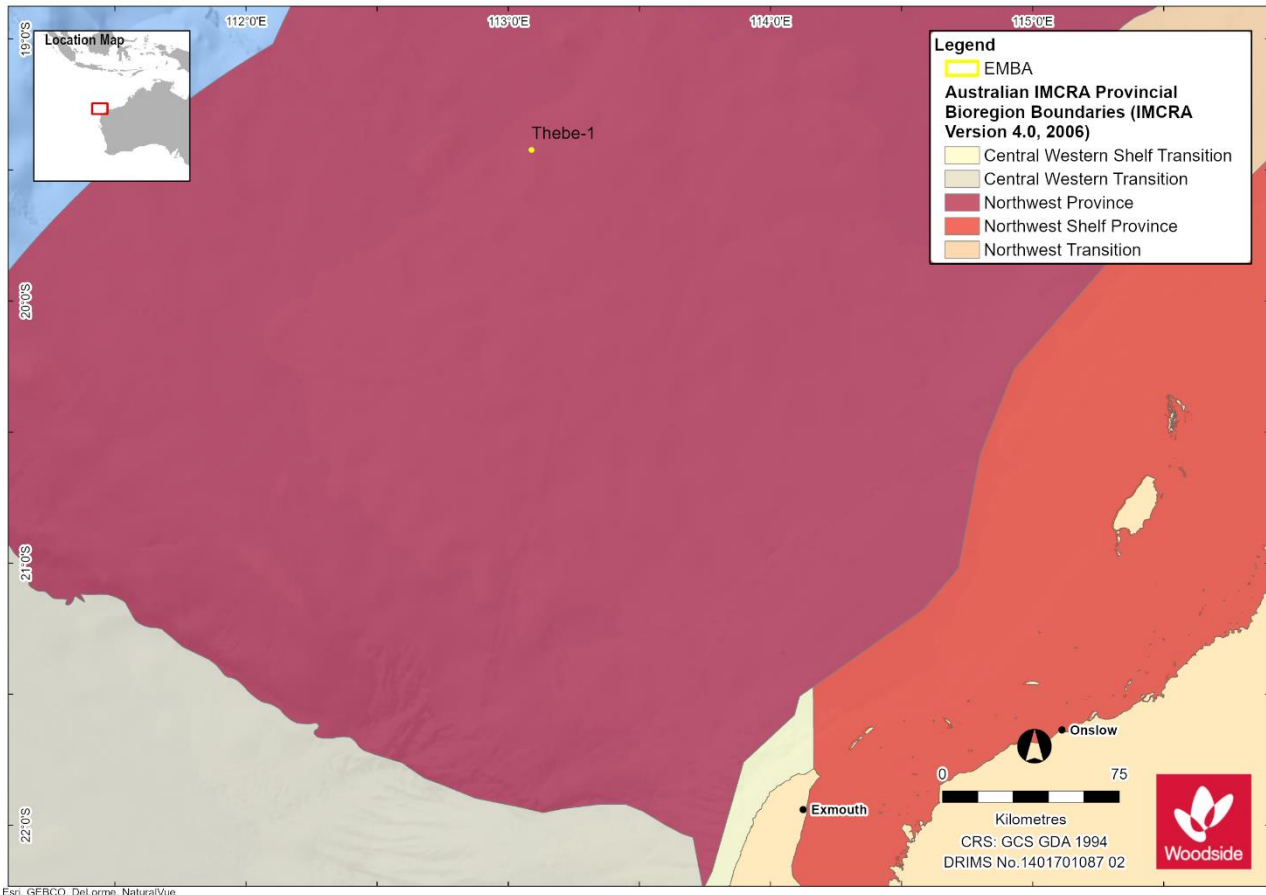 112°0'E
113°0'E
114°0'E
115°0'E
19°0'S
20°0'S
21°0'S
22°0'S
Location Map
Thebe-1
Legend
EMBA
Australian IMCRA Provincial
Bioregion Boundaries (IMCRA
Version 4.0, 2006)
Central Western Shelf Transition
Central Western Transition
Northwest Province
Northwest Shelf Province
Northwest Transition
Onslow
Exmouth
0 75
Kilometres
CRS: GCS GDA 1994
DRIMS No.1401701087 02
Woodside
Esri, GEBCO, DeLorme, NaturalVue